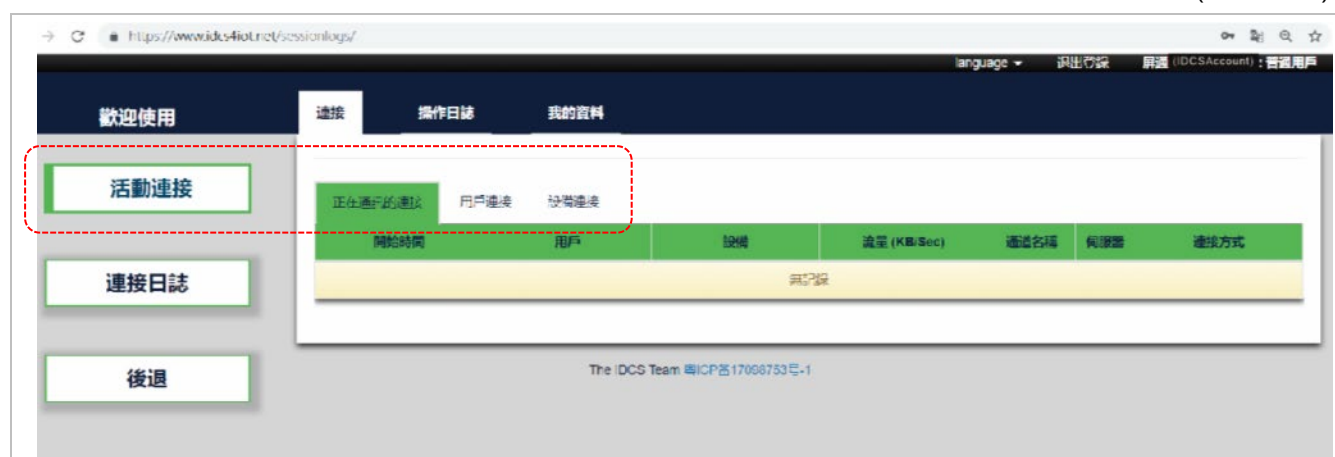 https://www.idcs4iot.net/sessionlogs/
language 退出登錄 (IDCSAccount) : 普通用戶
歡迎使用 連接 操作日誌 我的資料
活動連接
正在通訊的連接 用戶連接 設備連接
開始時間 用戶 設備 流量 (KB/Sec) 通道名稱 伺服器 連接方式
無記錄
連接日誌
後退
The IDCS Team